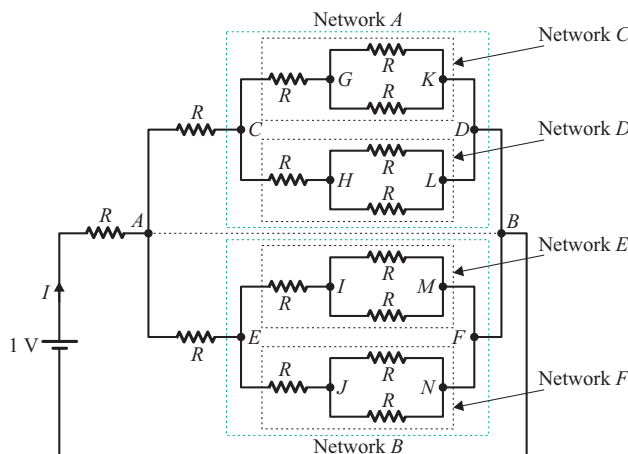 Network A
Network C
R
R
G
K
R
R
R
C
D
Network D
R
R
H
L
R
R
A
B
Network E
R
I
R
I
M
R
1 V
R
E
F
R
R
Network F
R
J
N
R
Network B